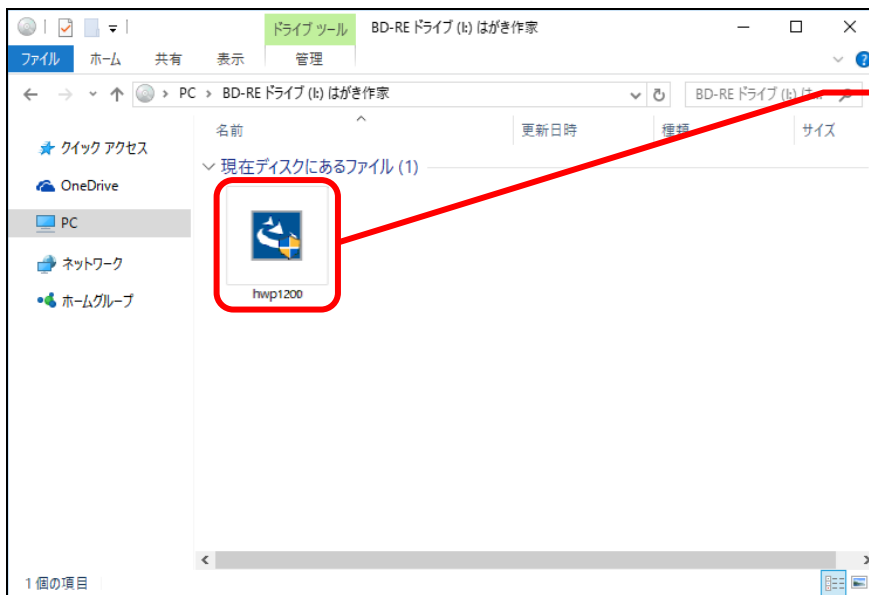 ドライブ ツール BD-RE ドライブ (I:) はがき作家
ファイル ホーム 共有 表示 管理
PC > BD-RE ドライブ (I:) はがき作家 BD-RE ドライブ (I:) は...
名前 更新日時 種類 サイズ
クイック アクセス
現在ディスクにあるファイル (1)
OneDrive
PC
ネットワーク
ホームグループ
hwp1200
1 個の項目